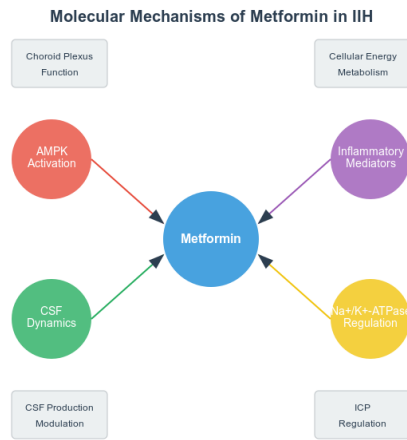 Molecular Mechanisms of Metformin in IIH
Choroid Plexus
Function
Cellular Energy
Metabolism
AMPK
Activation
Inflammatory
Mediators
Metformin
CSF
Dynamics
Na+/K+-ATPase
Regulation
CSF Production
Modulation
ICP
Regulation